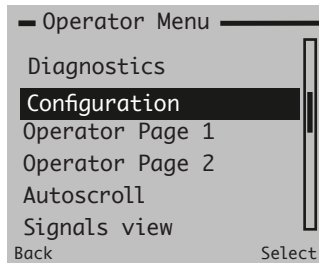 Operator Menu
Diagnostics
Configuration
Operator Page 1
Operator Page 2
Autoscroll
Signals view
Back Select